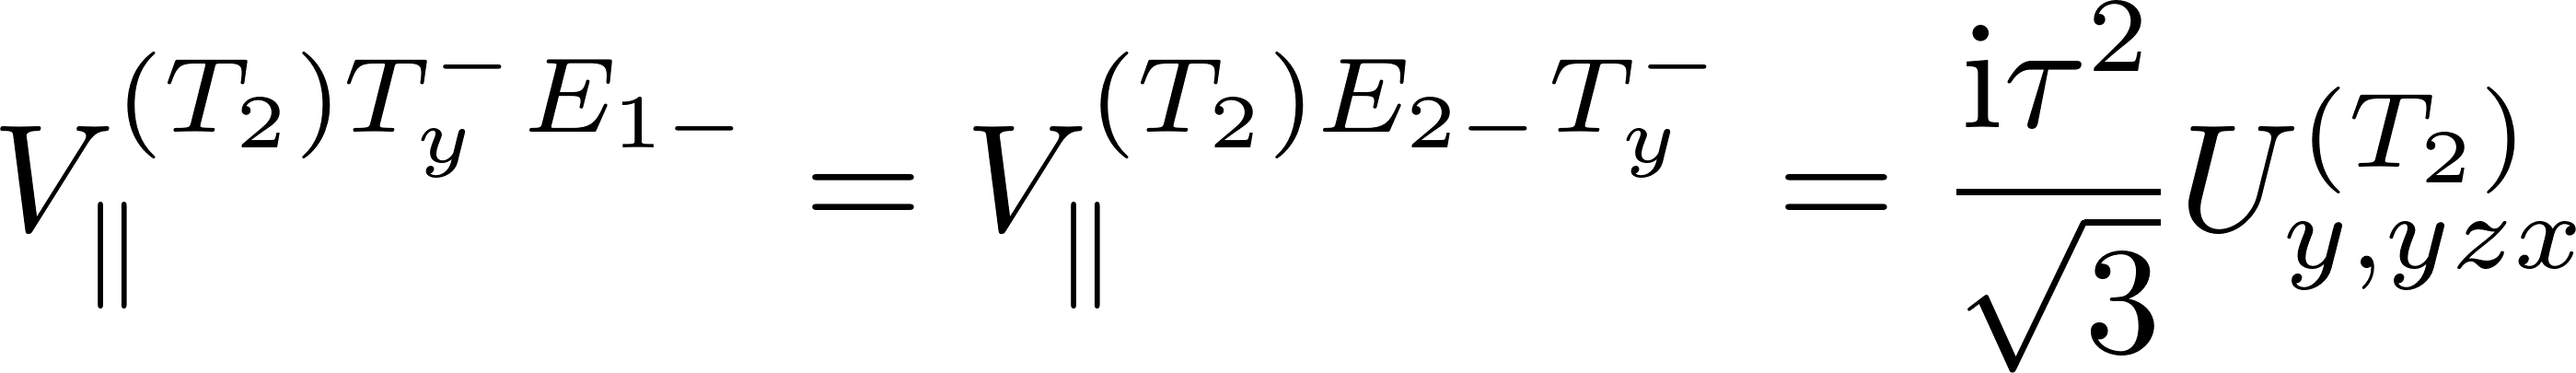 $V_{\parallel}^{(T_2)T_y^- E_{1-}} = V_{\parallel}^{(T_2)E_{2-}T_y^-} = \frac{\mathrm{i}\tau^2}{\sqrt{3}} U_{y,yzx}^{(T_2)}$